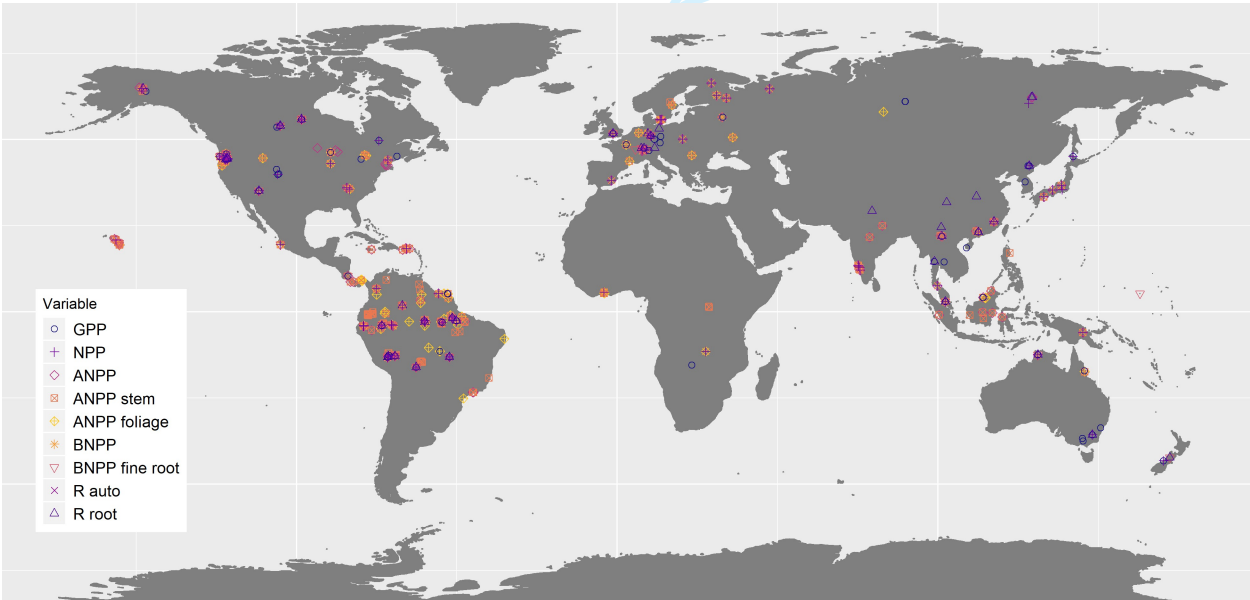 Variable
GPP
NPP
ANPP
ANPP stem
ANPP foliage
BNPP
BNPP fine root
R auto
R root